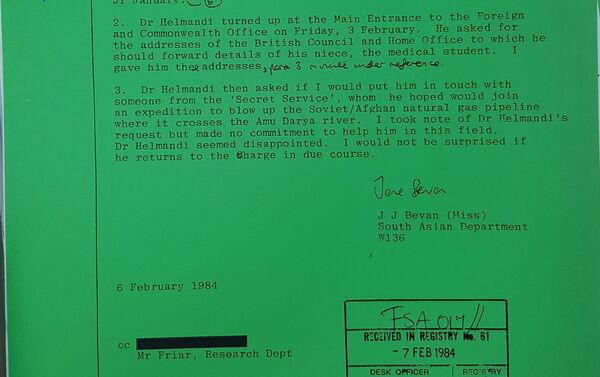 31 January. (6)
2. Dr Helmandi turned up at the Main Entrance to the Foreign
and Commonwealth Office on Friday, 3 February. He asked for
the addresses of the British Council and Home Office to which he
should forward details of his niece, the medical student. I
gave him these addresses, para 3 minute under reference.
3. Dr Helmandi then asked if I would put him in touch with
someone from the 'Secret Service', whom he hoped would join
an expedition to blow up the Soviet/Afghan natural gas pipeline
where it crosses the Amu Darya river. I took note of Dr Helmandi's
request but made no commitment to help him in this field.
Dr Helmandi seemed disappointed. I would not be surprised if
he returns to the charge in due course.
Jane Bevan
J J Bevan (Miss)
South Asian Department
W136
6 February 1984
cc
Mr Friar, Research Dept
FSA 014/1
RECEIVED IN REGISTRY No. 61
- 7 FEB 1984
DESK OFFICER REGISTRY